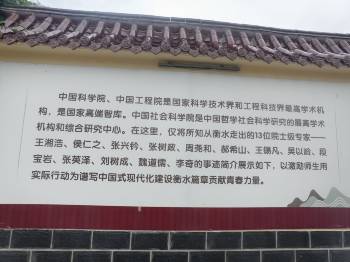 中国科学院、中国工程院是国家科学技术界和工程科技界最高学术机
构，是国家高端智库。中国社会科学院是中国哲学社会科学研究的最高学术
机构和综合研究中心。在这里，仅将所知从衡水走出的13位院士级专家——
王湘浩、侯仁之、张兴钤、张树政、周尧和、郝希山、王锡凡、吴以岭、段
宝岩、张英泽、刘树成、魏道儒、李奇的事迹简介展示如下，以激励师生用
实际行动为谱写中国式现代化建设衡水篇章贡献青春力量。